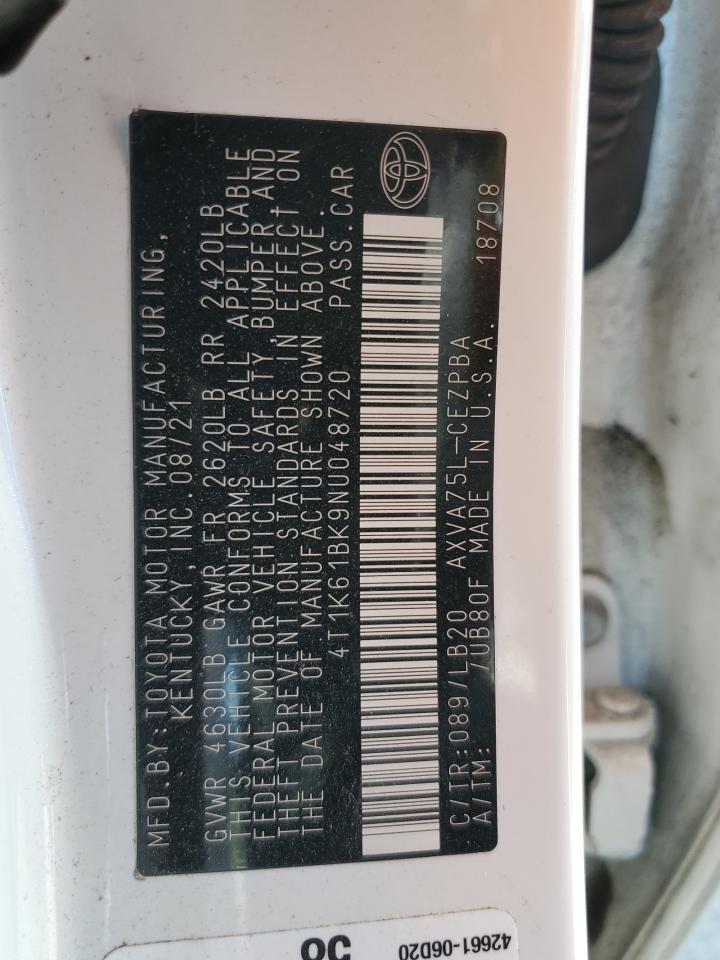 MFD.BY:TOYOTA MOTOR MANUFACTURING,
KENTUCKY,INC.08/21
GVWR 4630LB GAWR FR 2620LB RR 2420LB
THIS VEHICLE CONFORMS TO ALL APPLICABLE
FEDERAL MOTOR VEHICLE SAFETY,BUMPER,AND
THEFT PREVENTION STANDARDS IN EFFECT ON
THE DATE OF MANUFACTURE SHOWN ABOVE.
4T1K61BK9NU048720 PASS.CAR
C/TR:089/LB20 AXVA75L-CEZPBA
A/TM: /UB80F MADE IN U.S.A. 18708
42661-06D20